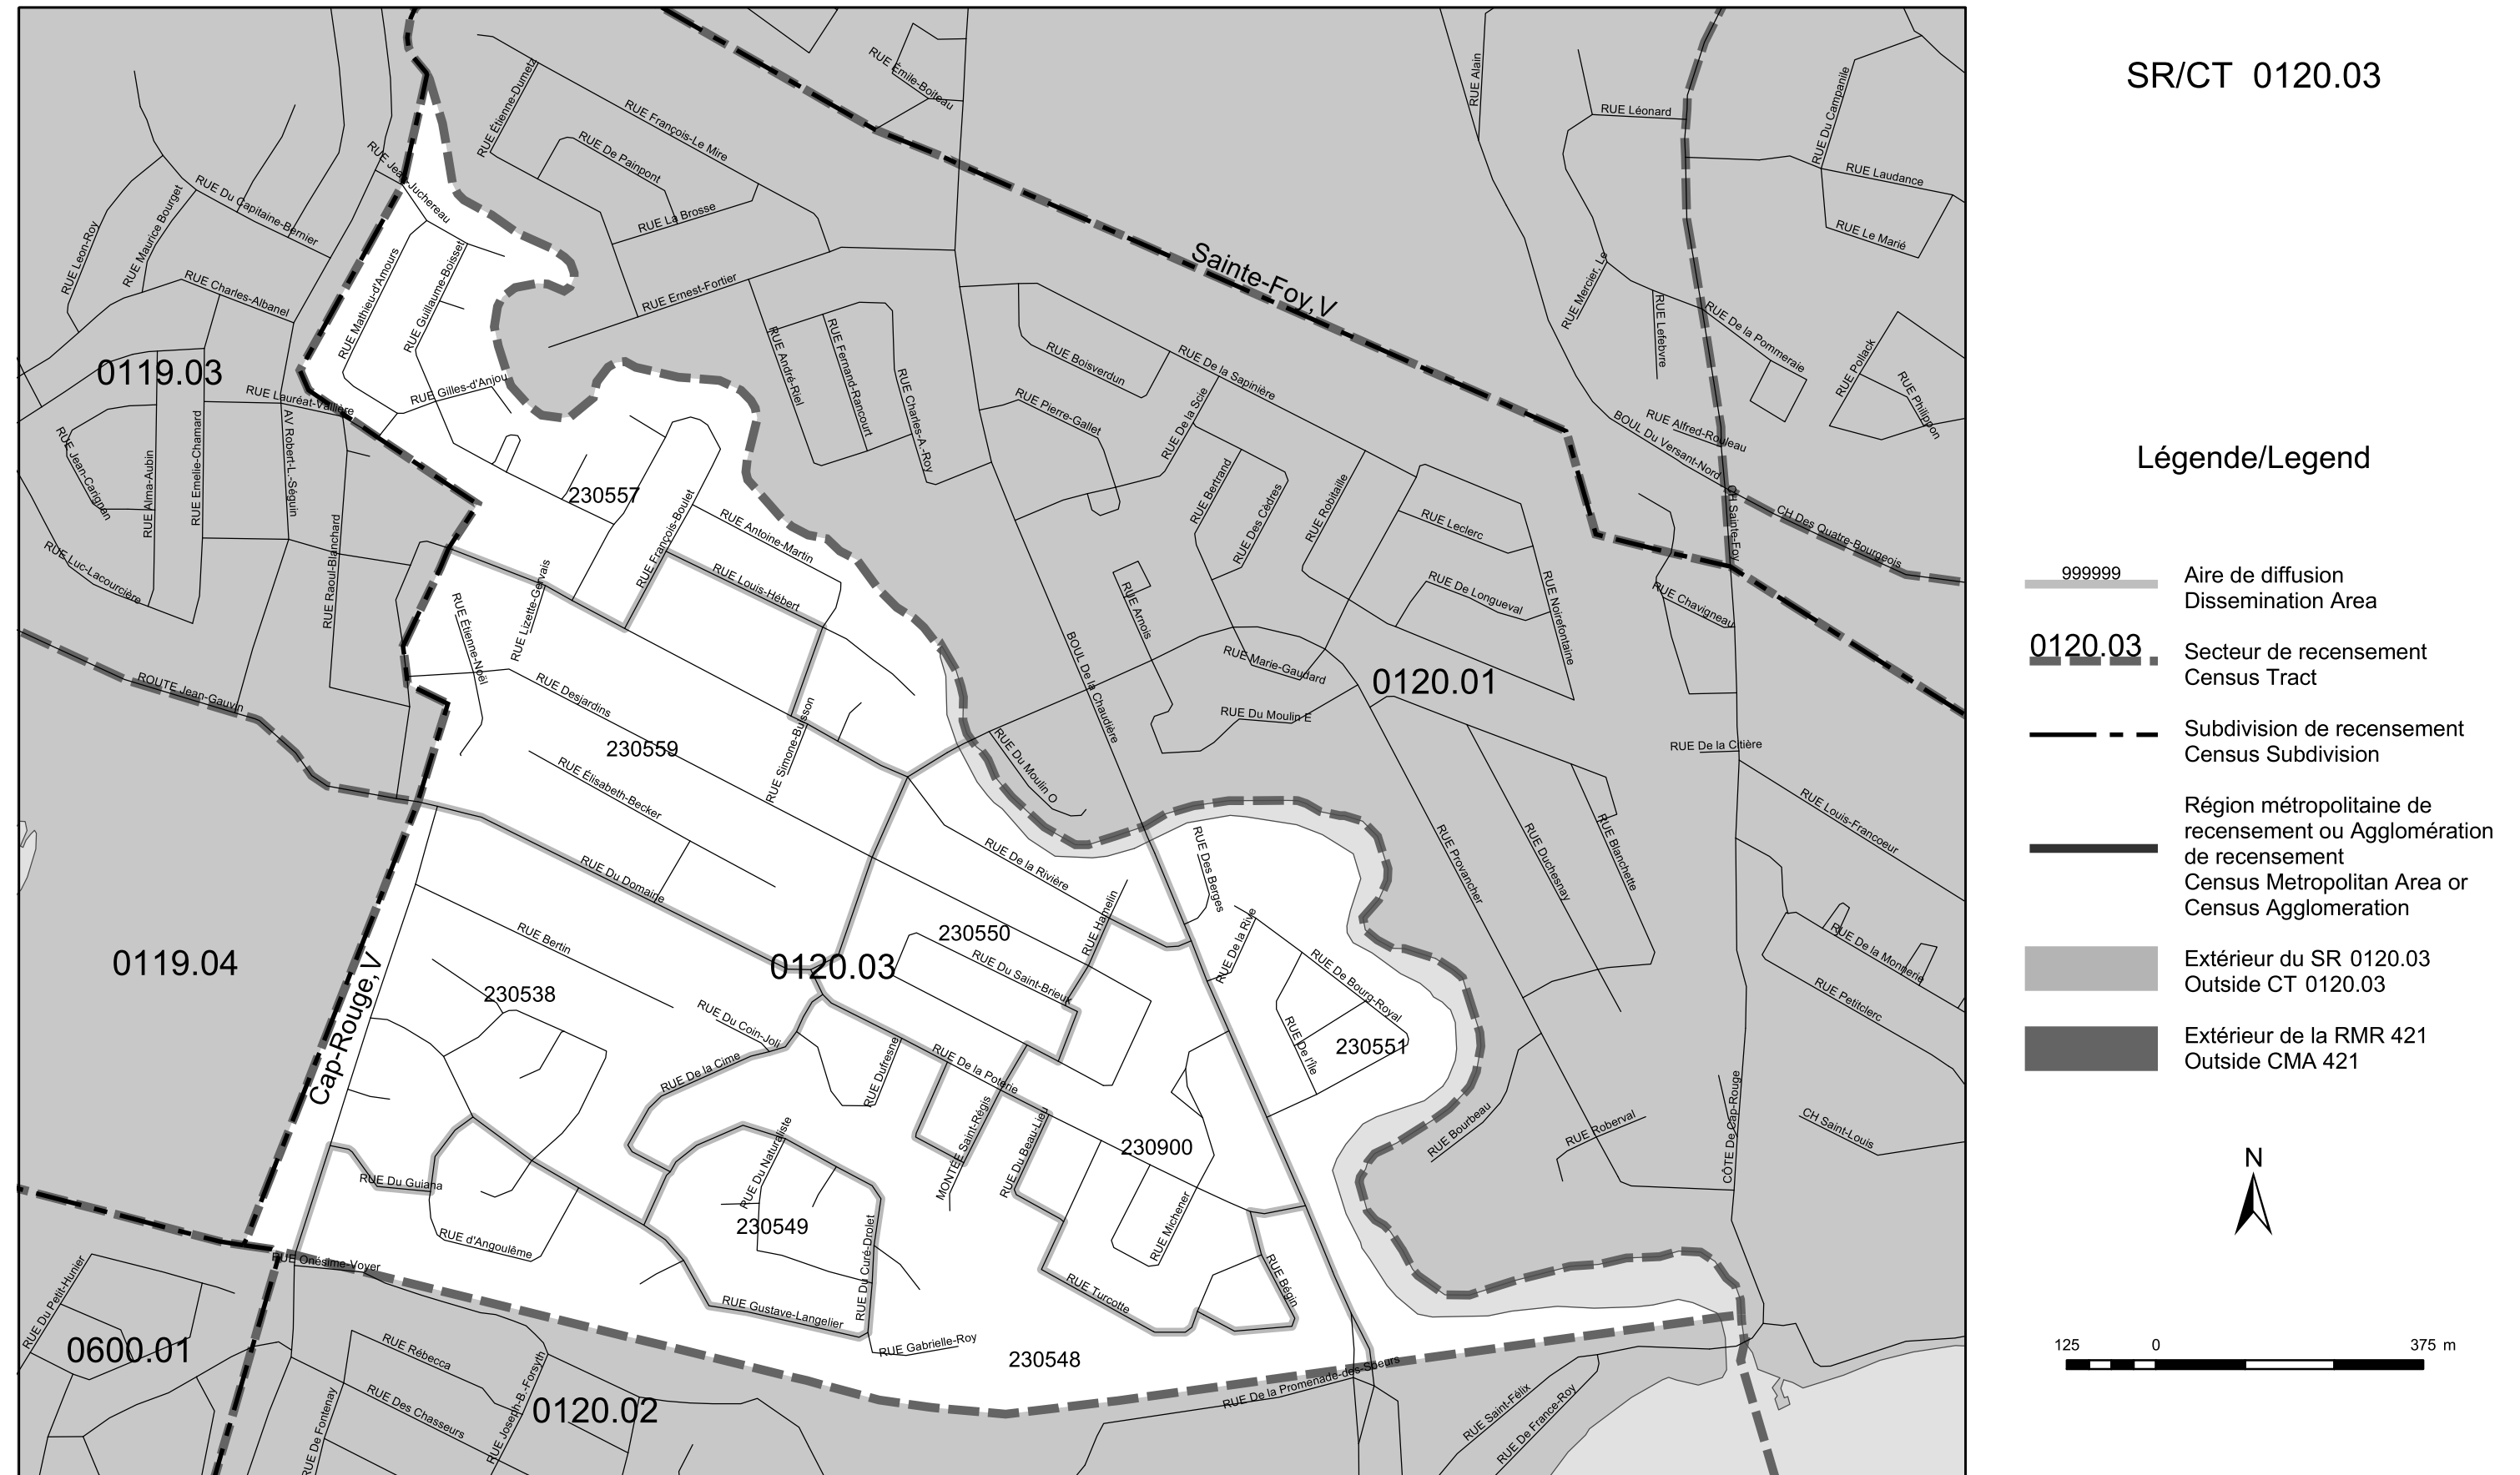 SR/CT 0120.03
Légende/Legend
999999
Aire de diffusion
Dissemination Area
0120.03
Secteur de recensement
Census Tract
Subdivision de recensement
Census Subdivision
Région métropolitaine de
recensement ou Agglomération
de recensement
Census Metropolitan Area or
Census Agglomeration
Extérieur du SR 0120.03
Outside CT 0120.03
Extérieur de la RMR 421
Outside CMA 421
N
125 0 375 m
RUE Émile-Boiteau
RUE Alain
RUE Étienne-Dumetz
RUE François-Le Mire
RUE De Painpont
RUE La Brosse
RUE Léonard
RUE Du Campanile
RUE Laudance
RUE Le Marié
RUE Jean-Juchereau
RUE Du Capitaine-Bernier
RUE Maurice Bourget
RUE Leon-Roy
RUE Charles-Albanel
RUE Mathieu-d'Amours
RUE Guillaume-Boisset
RUE Ernest-Fortier
Sainte-Foy,V
RUE Mercier, Le
RUE Lefebvre
RUE De la Pommeraie
RUE Pollack
RUE Philippon
0119.03
RUE Lauréat-Vallière
RUE Gilles-d'Anjou
RUE André-Riel
RUE Fernand-Rancourt
RUE Charles-A.-Roy
RUE Boisverdun
RUE De la Sapinière
RUE Pierre-Gallet
RUE De la Scie
RUE Alfred-Rouleau
BOUL Du Versant-Nord
RUE Jean-Carignan
RUE Alma-Aubin
RUE Emelie-Chamard
AV Robert-L.-Séguin
RUE Raoul-Blanchard
RUE Luc-Lacourcière
230557
RUE François-Boulet
RUE Antoine-Martin
RUE Louis-Hébert
RUE Lizette-Gervais
RUE Étienne-Noël
RUE Bertrand
RUE Des Cèdres
RUE Robitaille
RUE Leclerc
RUE De Longueval
RUE Noirefontaine
CH Sainte-Foy
CH Des Quatre-Bourgeois
RUE Chavigneau
RUE Arnois
BOUL De la Chaudière
RUE Marie-Gaudard
0120.01
RUE Du Moulin E
RUE Du Moulin O
ROUTE Jean-Gauvin
RUE Desjardins
230559
RUE Simone-Buisson
RUE Élisabeth-Becker
RUE De la Citière
RUE Louis-Francoeur
RUE Du Domaine
RUE De la Rivière
RUE Des Berges
RUE Provancher
RUE Duchesnay
RUE Blanchette
0119.04
Cap-Rouge,V
RUE Bertin
230538
0120.03
230550
RUE Hamelin
RUE Du Saint-Brieux
RUE De la Rive
RUE De Bourg-Royal
RUE De l'Île
230551
RUE De la Monnerie
RUE Petitclerc
RUE Du Coin-Joli
RUE De la Cime
RUE Dufresne
RUE De la Poterie
MONTÉE Saint-Régis
RUE Du Beau-Lieu
230900
RUE Michener
RUE Bourbeau
RUE Roberval
CÔTE De Cap-Rouge
CH Saint-Louis
RUE Du Guiana
RUE d'Angoulême
RUE Du Naturaliste
230549
RUE Du Curé-Drolet
RUE Gustave-Langelier
RUE Gabrielle-Roy
RUE Turcotte
RUE Bégin
RUE Onésime-Voyer
RUE Du Petit-Hunier
0600.01
RUE Rébecca
RUE Des Chasseurs
RUE De Fontenay
RUE Joseph-B.-Forsyth
0120.02
230548
RUE De la Promenade-des-Soeurs
RUE Saint-Félix
RUE De France-Roy